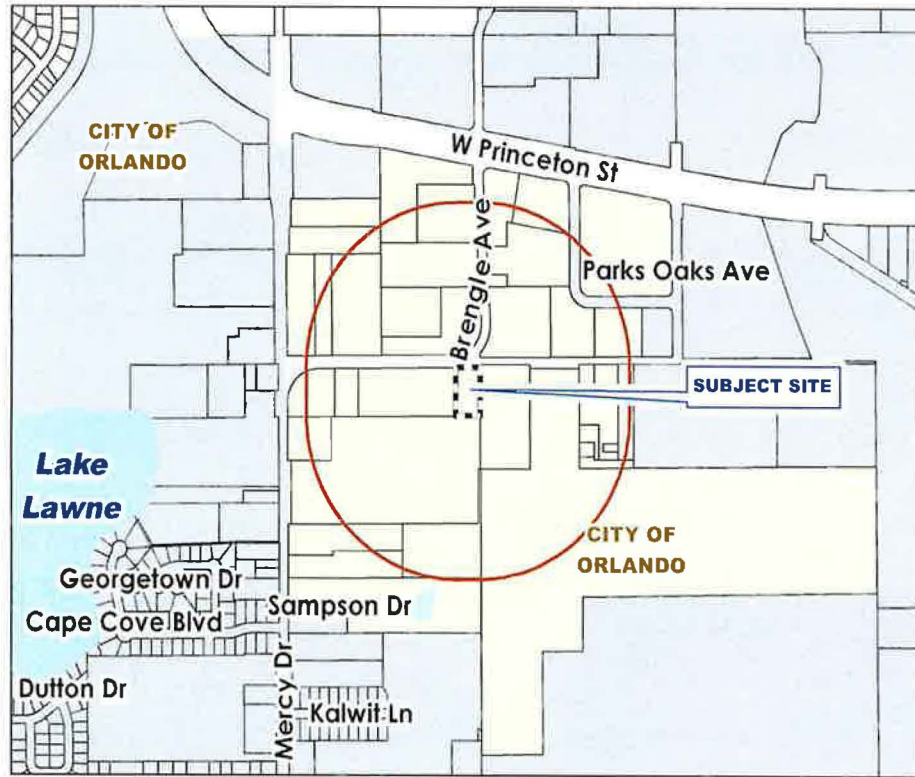 CITY OF
ORLANDO
W Princeton St
Brengle Ave
Parks Oaks Ave
SUBJECT SITE
Lake
Lawne
CITY OF
ORLANDO
Georgetown Dr
Sampson Dr
Cape Cove Blvd
Dutton Dr
Mercy Dr
Kalwit Ln